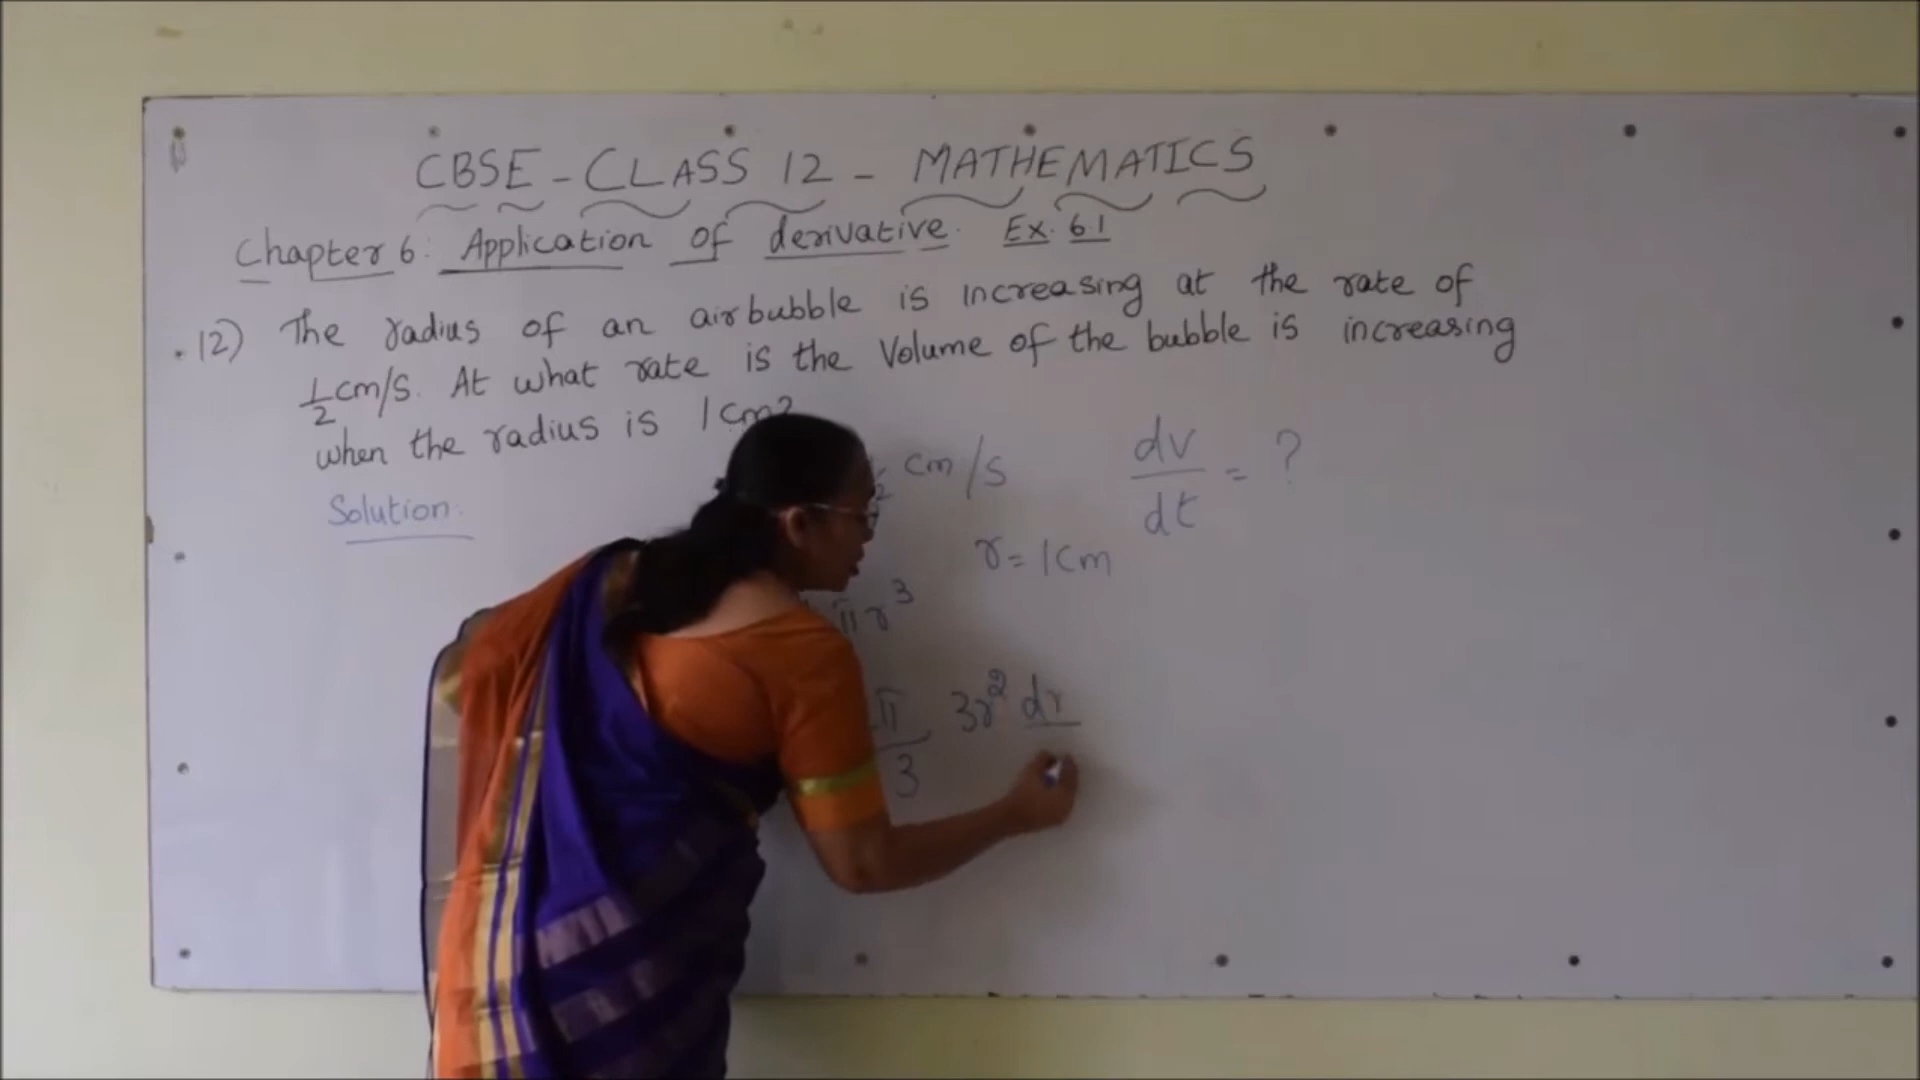 CBSE - CLASS 12 - MATHEMATICS
Chapter 6: Application of derivative. Ex. 6.1
12) The radius of an airbubble is increasing at the rate of
1/2 cm/s. At what rate is the Volume of the bubble is increasing
when the radius is 1cm?
Solution:
cm/s dv/dt = ?
r = 1cm
πr³
π/3 3r² dr